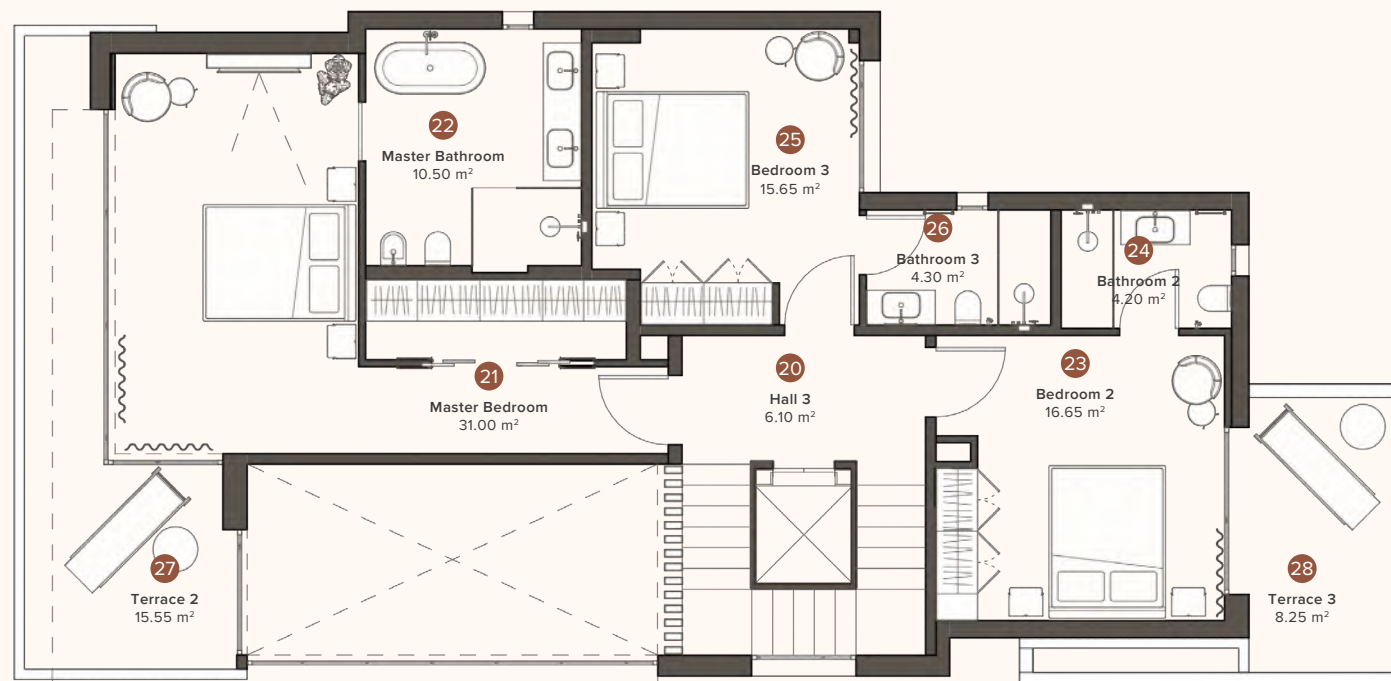 22
Master Bathroom
10.50 m²
25
Bedroom 3
15.65 m²
26
Bathroom 3
4.30 m²
24
Bathroom 2
4.20 m²
21
Master Bedroom
31.00 m²
20
Hall 3
6.10 m²
23
Bedroom 2
16.65 m²
27
Terrace 2
15.55 m²
28
Terrace 3
8.25 m²